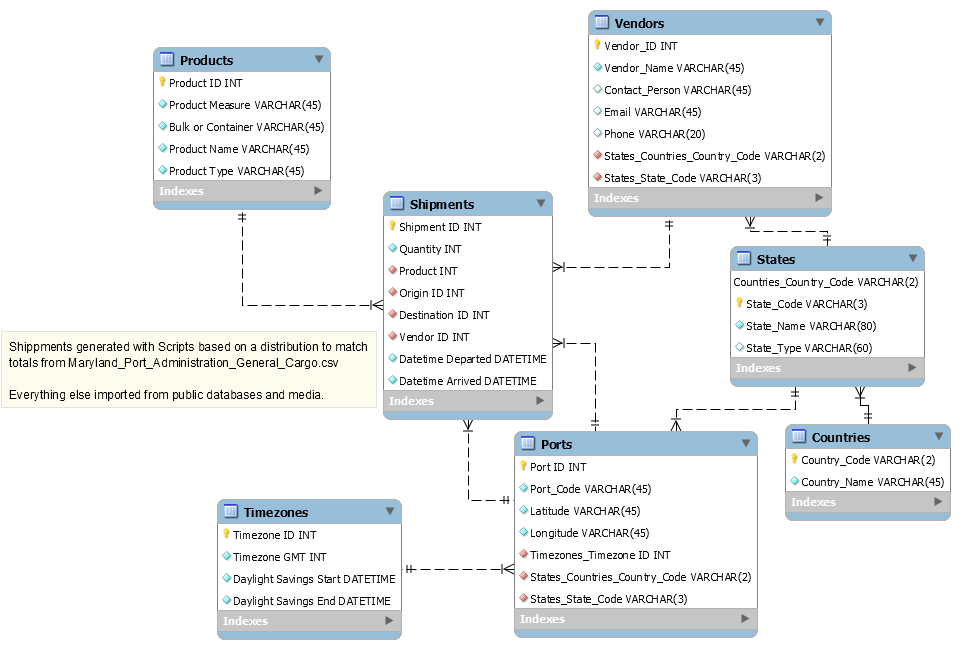 Vendors
Vendor_ID INT
Vendor_Name VARCHAR(45)
Contact_Person VARCHAR(45)
Email VARCHAR(45)
Phone VARCHAR(20)
States_Countries_Country_Code VARCHAR(2)
States_State_Code VARCHAR(3)
Indexes
Products
Product ID INT
Product Measure VARCHAR(45)
Bulk or Container VARCHAR(45)
Product Name VARCHAR(45)
Product Type VARCHAR(45)
Indexes
Shipments
Shipment ID INT
Quantity INT
Product INT
Origin ID INT
Destination ID INT
Vendor ID INT
Datetime Departed DATETIME
Datetime Arrived DATETIME
Indexes
States
Countries_Country_Code VARCHAR(2)
State_Code VARCHAR(3)
State_Name VARCHAR(80)
State_Type VARCHAR(60)
Indexes
Shippments generated with Scripts based on a distribution to match
totals from Maryland_Port_Administration_General_Cargo.csv
Everything else imported from public databases and media.
Countries
Country_Code VARCHAR(2)
Country_Name VARCHAR(45)
Indexes
Ports
Port ID INT
Port_Code VARCHAR(45)
Latitude VARCHAR(45)
Longitude VARCHAR(45)
Timezones_Timezone ID INT
States_Countries_Country_Code VARCHAR(2)
States_State_Code VARCHAR(3)
Indexes
Timezones
Timezone ID INT
Timezone GMT INT
Daylight Savings Start DATETIME
Daylight Savings End DATETIME
Indexes